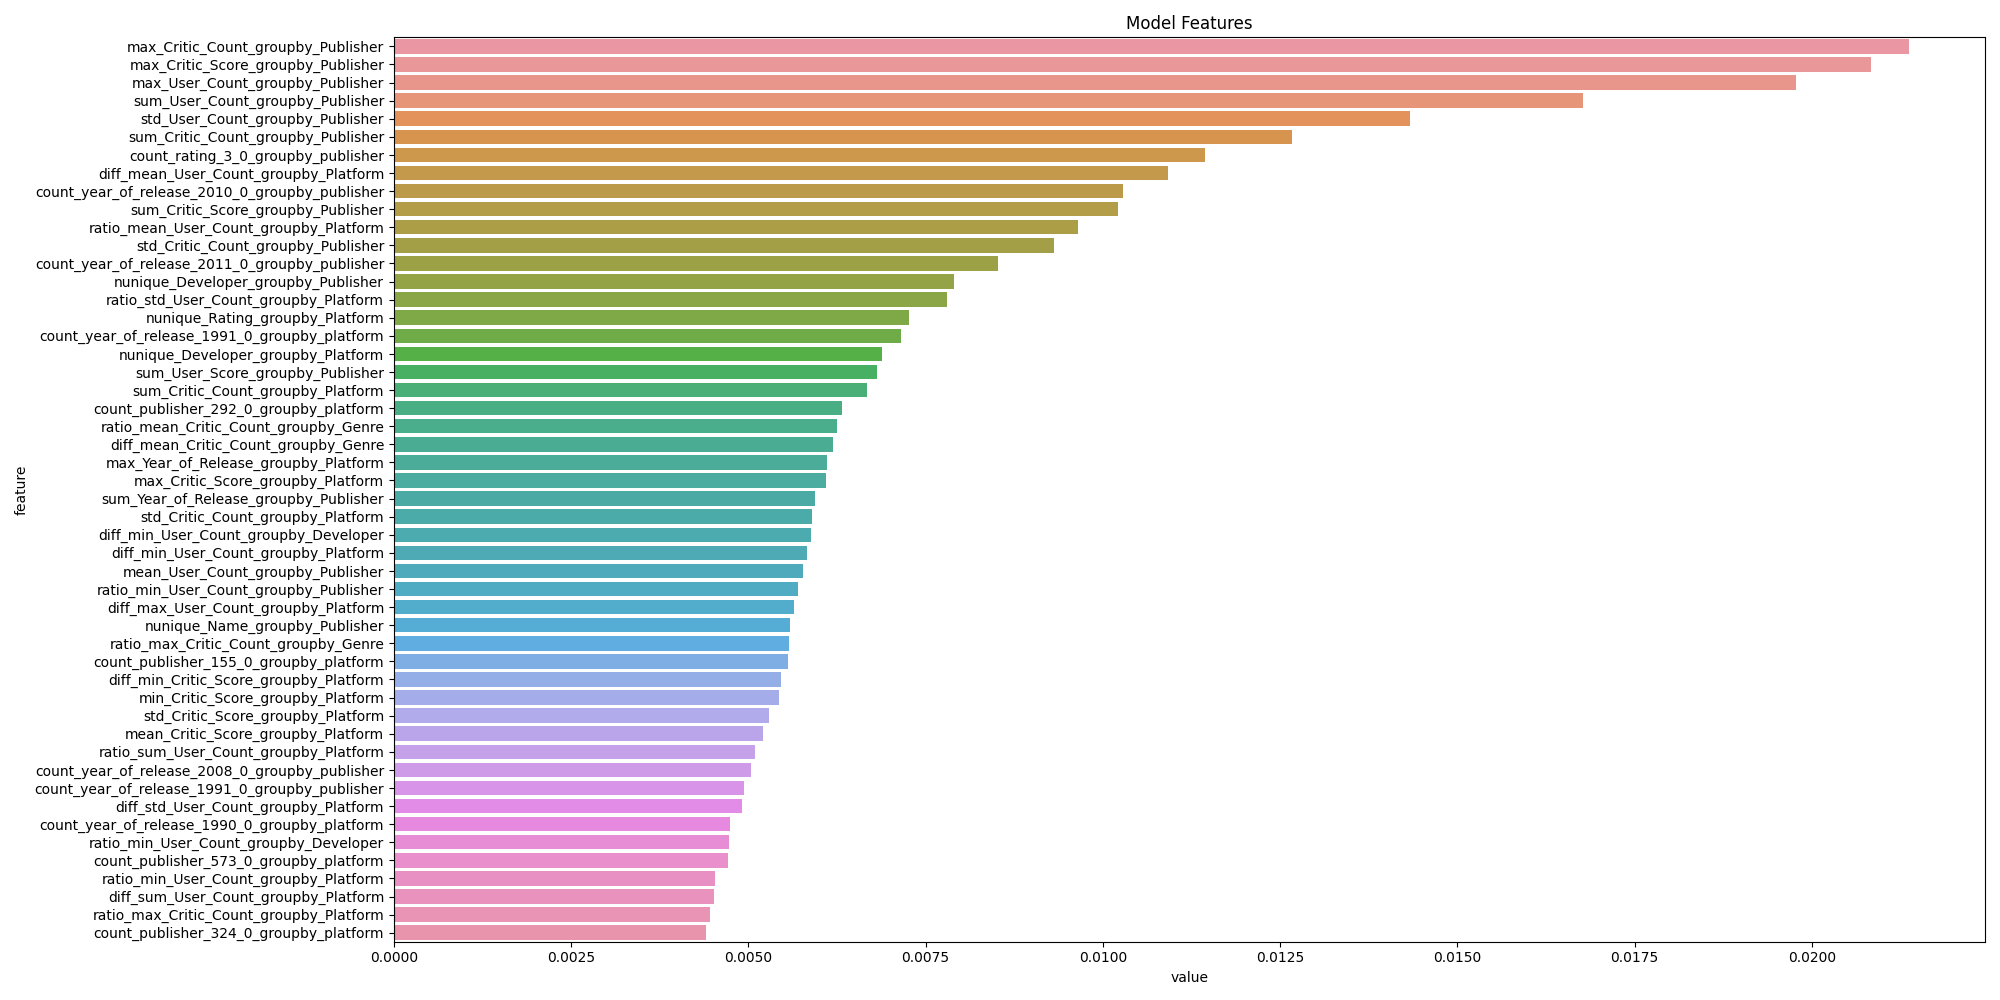 Model Features
max_Critic_Count_groupby_Publisher
max_Critic_Score_groupby_Publisher
max_User_Count_groupby_Publisher
sum_User_Count_groupby_Publisher
std_User_Count_groupby_Publisher
sum_Critic_Count_groupby_Publisher
count_rating_3_0_groupby_publisher
diff_mean_User_Count_groupby_Platform
count_year_of_release_2010_0_groupby_publisher
sum_Critic_Score_groupby_Publisher
ratio_mean_User_Count_groupby_Platform
std_Critic_Count_groupby_Publisher
count_year_of_release_2011_0_groupby_publisher
nunique_Developer_groupby_Publisher
ratio_std_User_Count_groupby_Platform
nunique_Rating_groupby_Platform
count_year_of_release_1991_0_groupby_platform
nunique_Developer_groupby_Platform
sum_User_Score_groupby_Publisher
sum_Critic_Count_groupby_Platform
count_publisher_292_0_groupby_platform
ratio_mean_Critic_Count_groupby_Genre
diff_mean_Critic_Count_groupby_Genre
max_Year_of_Release_groupby_Platform
max_Critic_Score_groupby_Platform
sum_Year_of_Release_groupby_Publisher
std_Critic_Count_groupby_Platform
diff_min_User_Count_groupby_Developer
diff_min_User_Count_groupby_Platform
mean_User_Count_groupby_Publisher
ratio_min_User_Count_groupby_Publisher
diff_max_User_Count_groupby_Platform
nunique_Name_groupby_Publisher
ratio_max_Critic_Count_groupby_Genre
count_publisher_155_0_groupby_platform
diff_min_Critic_Score_groupby_Platform
min_Critic_Score_groupby_Platform
std_Critic_Score_groupby_Platform
mean_Critic_Score_groupby_Platform
ratio_sum_User_Count_groupby_Platform
count_year_of_release_2008_0_groupby_publisher
count_year_of_release_1991_0_groupby_publisher
diff_std_User_Count_groupby_Platform
count_year_of_release_1990_0_groupby_platform
ratio_min_User_Count_groupby_Developer
count_publisher_573_0_groupby_platform
ratio_min_User_Count_groupby_Platform
diff_sum_User_Count_groupby_Platform
ratio_max_Critic_Count_groupby_Platform
count_publisher_324_0_groupby_platform
feature
0.0000 0.0025 0.0050 0.0075 0.0100 0.0125 0.0150 0.0175 0.0200
value